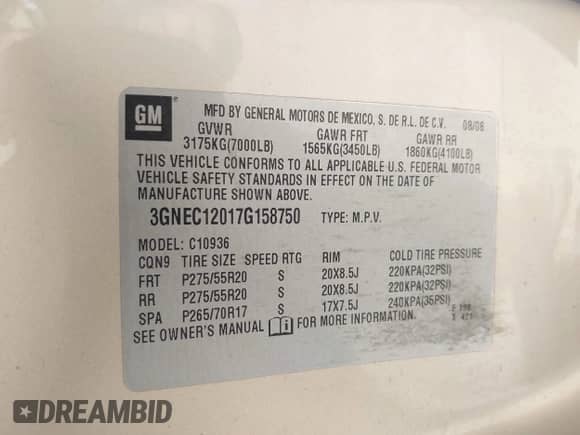 GM
MFD BY GENERAL MOTORS DE MEXICO, S. DE R.L. DE C.V. 08/06
GVWR GAWR FRT GAWR RR
3175KG(7000LB) 1565KG(3450LB) 1860KG(4100LB)
THIS VEHICLE CONFORMS TO ALL APPLICABLE U.S. FEDERAL MOTOR
VEHICLE SAFETY STANDARDS IN EFFECT ON THE DATE OF
MANUFACTURE SHOWN ABOVE.
3GNEC12017G158750 TYPE: M.P.V.
MODEL: C10936
CQN9 TIRE SIZE SPEED RTG RIM COLD TIRE PRESSURE
FRT P275/55R20 S 20X8.5J 220KPA(32PSI)
RR P275/55R20 S 20X8.5J 220KPA(32PSI)
SPA P265/70R17 S 17X7.5J 240KPA(35PSI)
SEE OWNER'S MANUAL FOR MORE INFORMATION.
DREAMBID